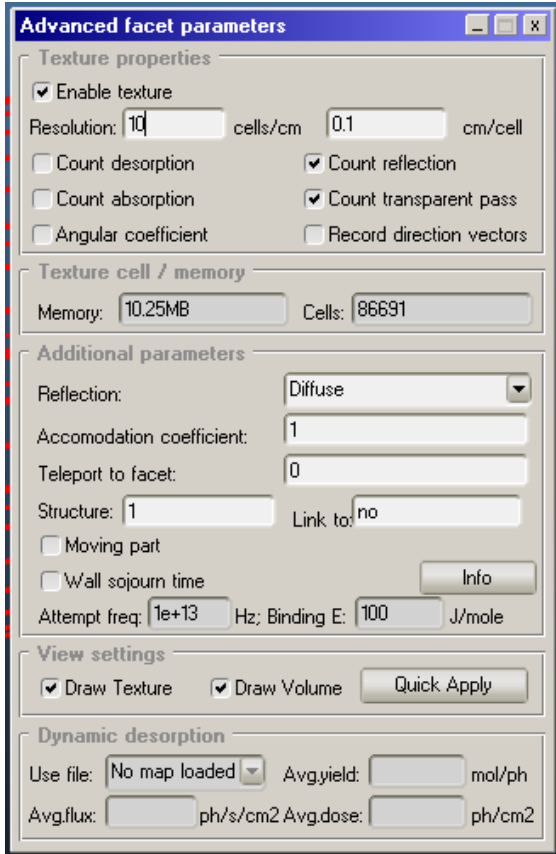 Advanced facet parameters
Texture properties
Enable texture
Resolution: 10 cells/cm 0.1 cm/cell
Count desorption Count reflection
Count absorption Count transparent pass
Angular coefficient Record direction vectors
Texture cell / memory
Memory: 10.25MB Cells: 86691
Additional parameters
Reflection: Diffuse
Accomodation coefficient: 1
Teleport to facet: 0
Structure: 1 Link to: no
Moving part
Wall sojourn time Info
Attempt freq: 1e+13 Hz; Binding E: 100 J/mole
View settings
Draw Texture Draw Volume Quick Apply
Dynamic desorption
Use file: No map loaded Avg.yield: mol/ph
Avg.flux: ph/s/cm2 Avg.dose: ph/cm2